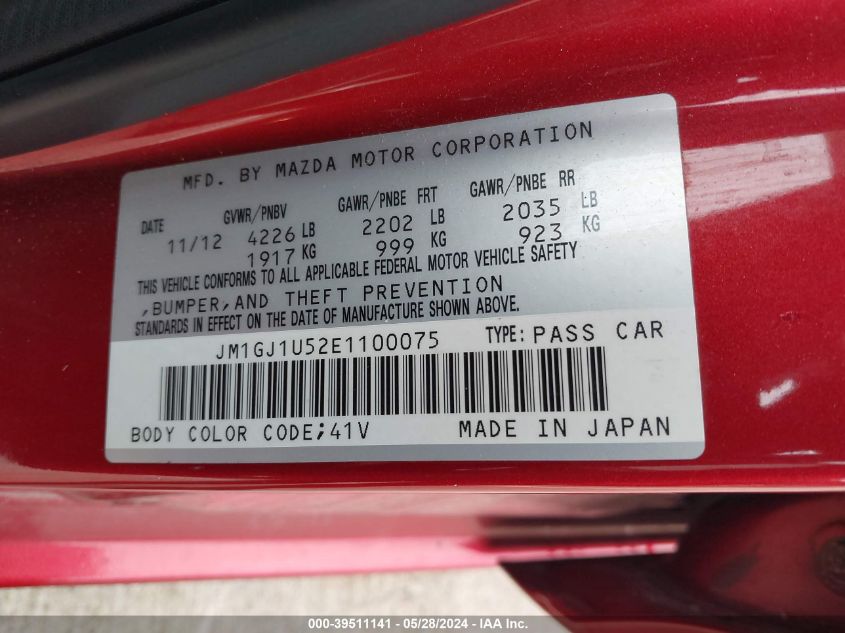 MFD. BY MAZDA MOTOR CORPORATION
DATE GVWR/PNBV GAWR/PNBE FRT GAWR/PNBE RR
11/12 4226 LB 2202 LB 2035 LB
1917 KG 999 KG 923 KG
THIS VEHICLE CONFORMS TO ALL APPLICABLE FEDERAL MOTOR VEHICLE SAFETY
,BUMPER,AND THEFT PREVENTION
STANDARDS IN EFFECT ON THE DATE OF MANUFACTURE SHOWN ABOVE.
JM1GJ1U52E1100075 TYPE: PASS CAR
BODY COLOR CODE;41V MADE IN JAPAN
000-39511141 - 05/28/2024 - IAA Inc.